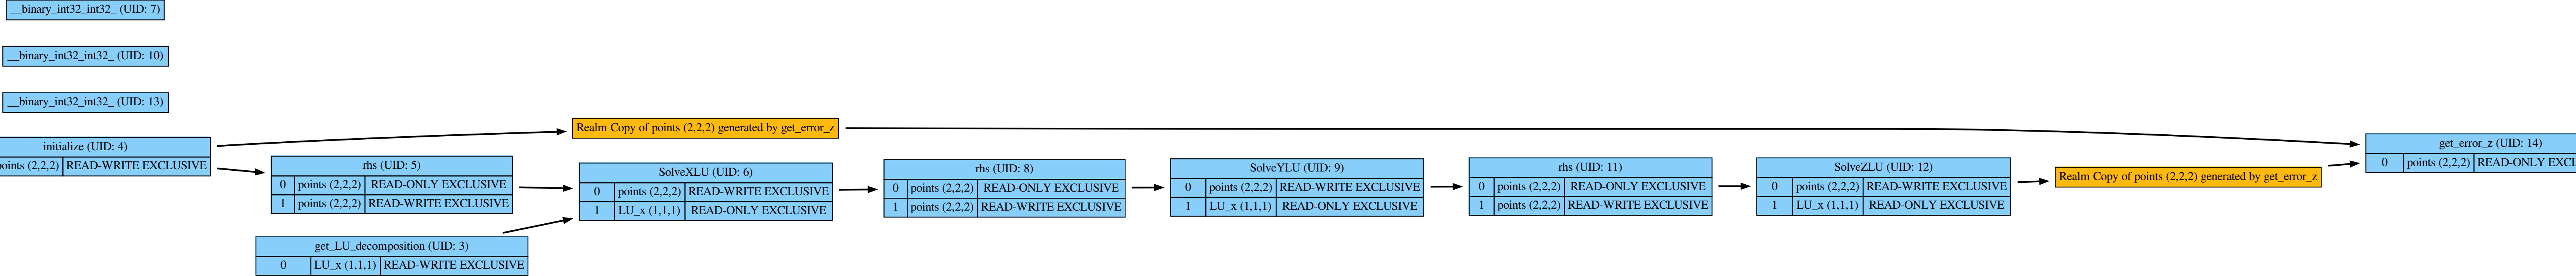 __binary_int32_int32_ (UID: 7)
__binary_int32_int32_ (UID: 10)
__binary_int32_int32_ (UID: 13)
initialize (UID: 4)
points (2,2,2) READ-WRITE EXCLUSIVE
Realm Copy of points (2,2,2) generated by get_error_z
rhs (UID: 5)
0 points (2,2,2) READ-ONLY EXCLUSIVE
1 points (2,2,2) READ-WRITE EXCLUSIVE
get_LU_decomposition (UID: 3)
0 LU_x (1,1,1) READ-WRITE EXCLUSIVE
SolveXLU (UID: 6)
0 points (2,2,2) READ-WRITE EXCLUSIVE
1 LU_x (1,1,1) READ-ONLY EXCLUSIVE
rhs (UID: 8)
0 points (2,2,2) READ-ONLY EXCLUSIVE
1 points (2,2,2) READ-WRITE EXCLUSIVE
SolveYLU (UID: 9)
0 points (2,2,2) READ-WRITE EXCLUSIVE
1 LU_x (1,1,1) READ-ONLY EXCLUSIVE
rhs (UID: 11)
0 points (2,2,2) READ-ONLY EXCLUSIVE
1 points (2,2,2) READ-WRITE EXCLUSIVE
SolveZLU (UID: 12)
0 points (2,2,2) READ-WRITE EXCLUSIVE
1 LU_x (1,1,1) READ-ONLY EXCLUSIVE
Realm Copy of points (2,2,2) generated by get_error_z
get_error_z (UID: 14)
0 points (2,2,2) READ-ONLY EXCL